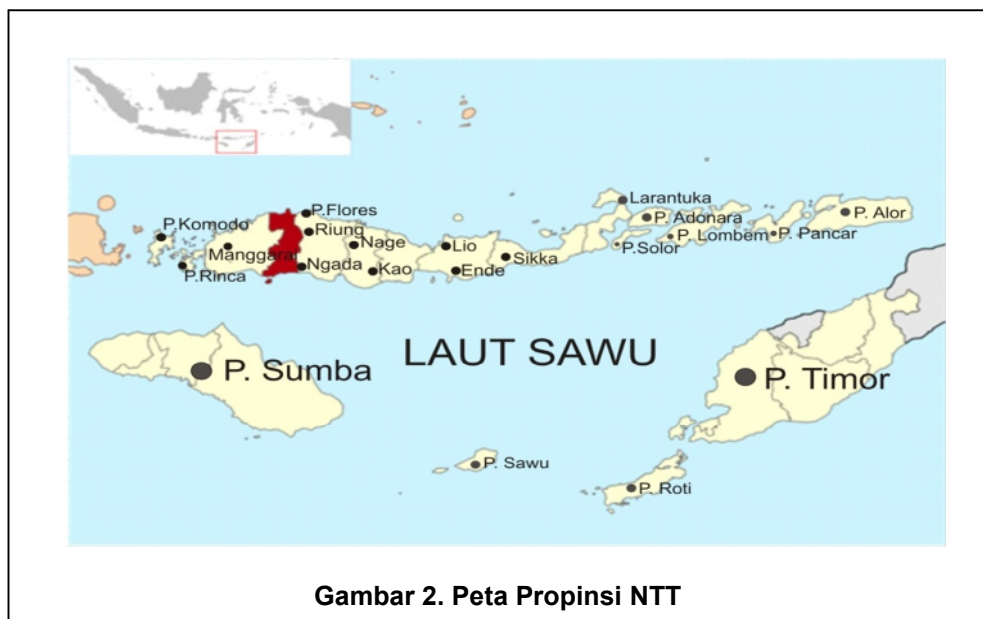 Larantuka
P.Flores
P. Adonara
P. Alor
P.Komodo
Riung
Nage
Lio
P.Solor
P. Lombem
P. Pancar
Manggarai
Sikka
P.Rinca
Ngada
Kao
Ende
LAUT SAWU
P. Sumba
P. Timor
P. Sawu
P. Roti
Gambar 2. Peta Propinsi NTT